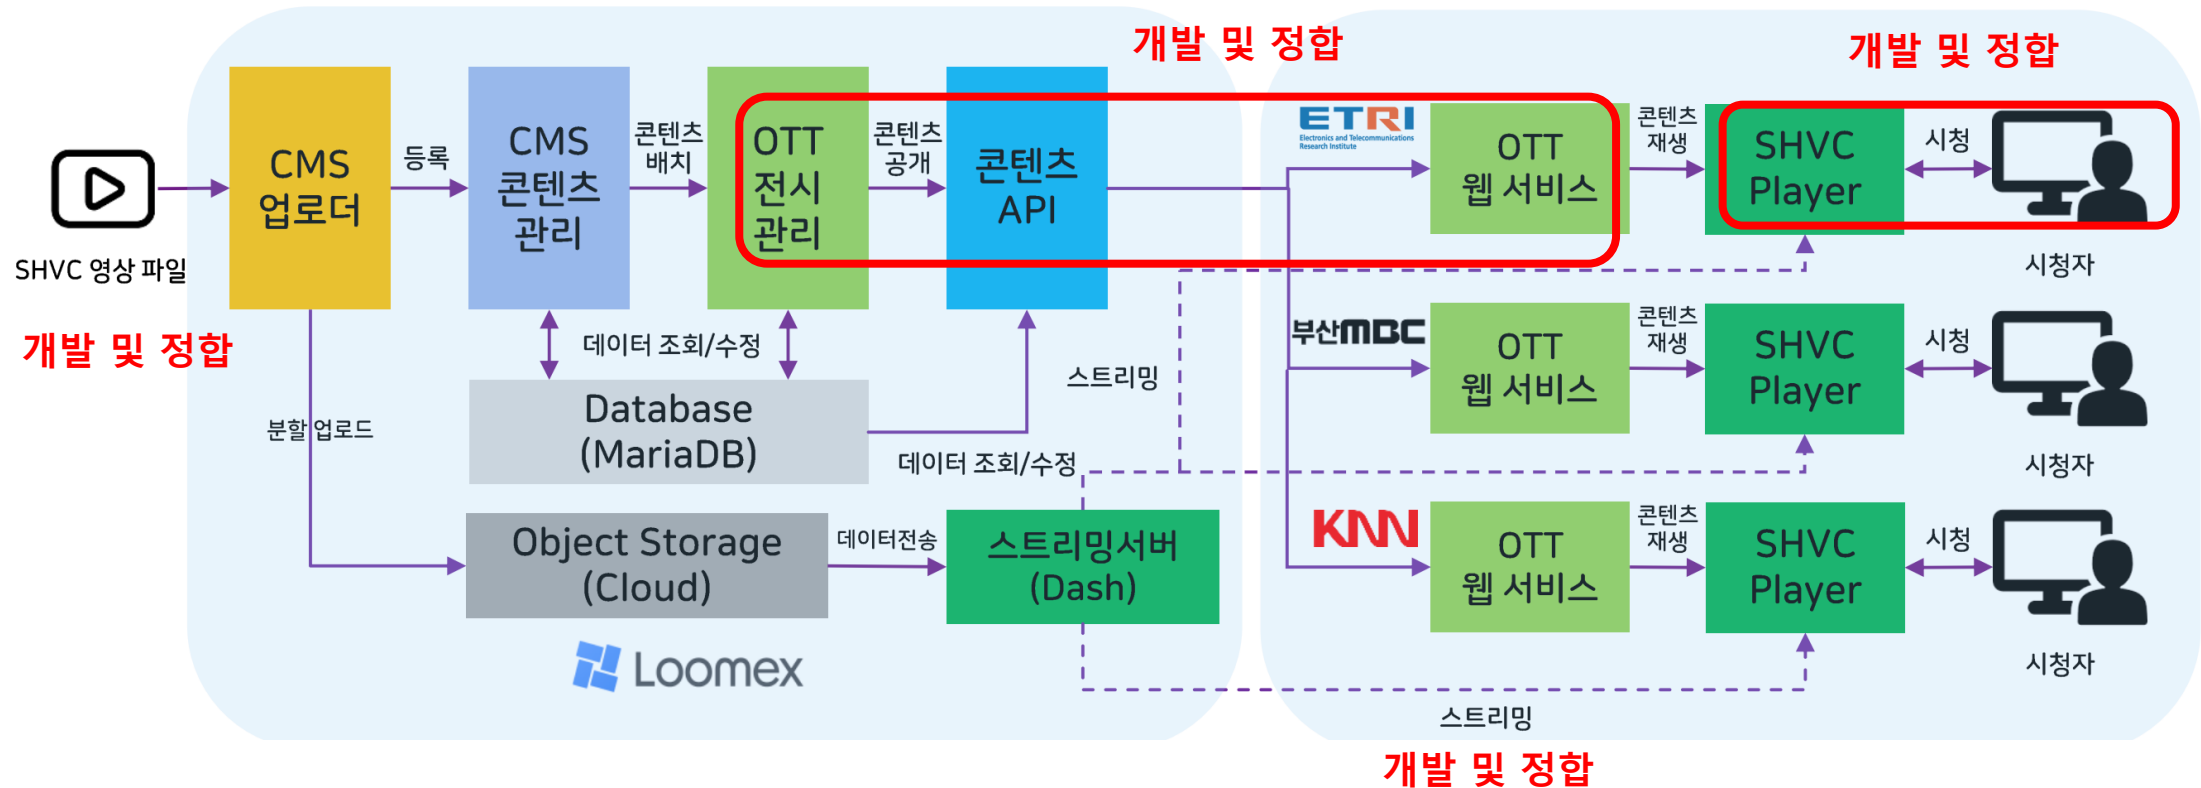 개발 및 정합
개발 및 정합
CMS
업로더
등록
CMS
콘텐츠
관리
콘텐츠
배치
OTT
전시
관리
콘텐츠
공개
콘텐츠
API
ETRI
Electronics and Telecommunications
Research Institute
OTT
웹 서비스
콘텐츠
재생
SHVC
Player
시청
시청자
SHVC 영상 파일
개발 및 정합
데이터 조회/수정
Database
(MariaDB)
분할 업로드
데이터 조회/수정
스트리밍
부산MBC
OTT
웹 서비스
콘텐츠
재생
SHVC
Player
시청
시청자
Object Storage
(Cloud)
데이터전송
스트리밍서버
(Dash)
KNN
OTT
웹 서비스
콘텐츠
재생
SHVC
Player
시청
시청자
Loomex
스트리밍
개발 및 정합